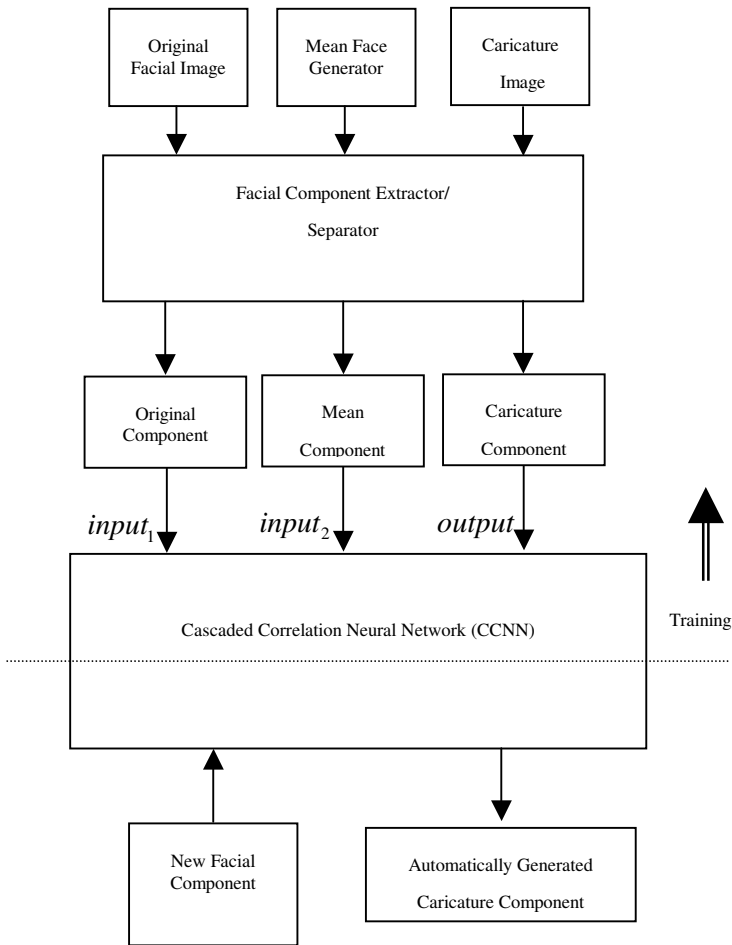 Original
Facial Image
Mean Face
Generator
Caricature
Image
Facial Component Extractor/
Separator
Original
Component
Mean
Component
Caricature
Component
input₁
input₂
output
Training
Cascaded Correlation Neural Network (CCNN)
New Facial
Component
Automatically Generated
Caricature Component